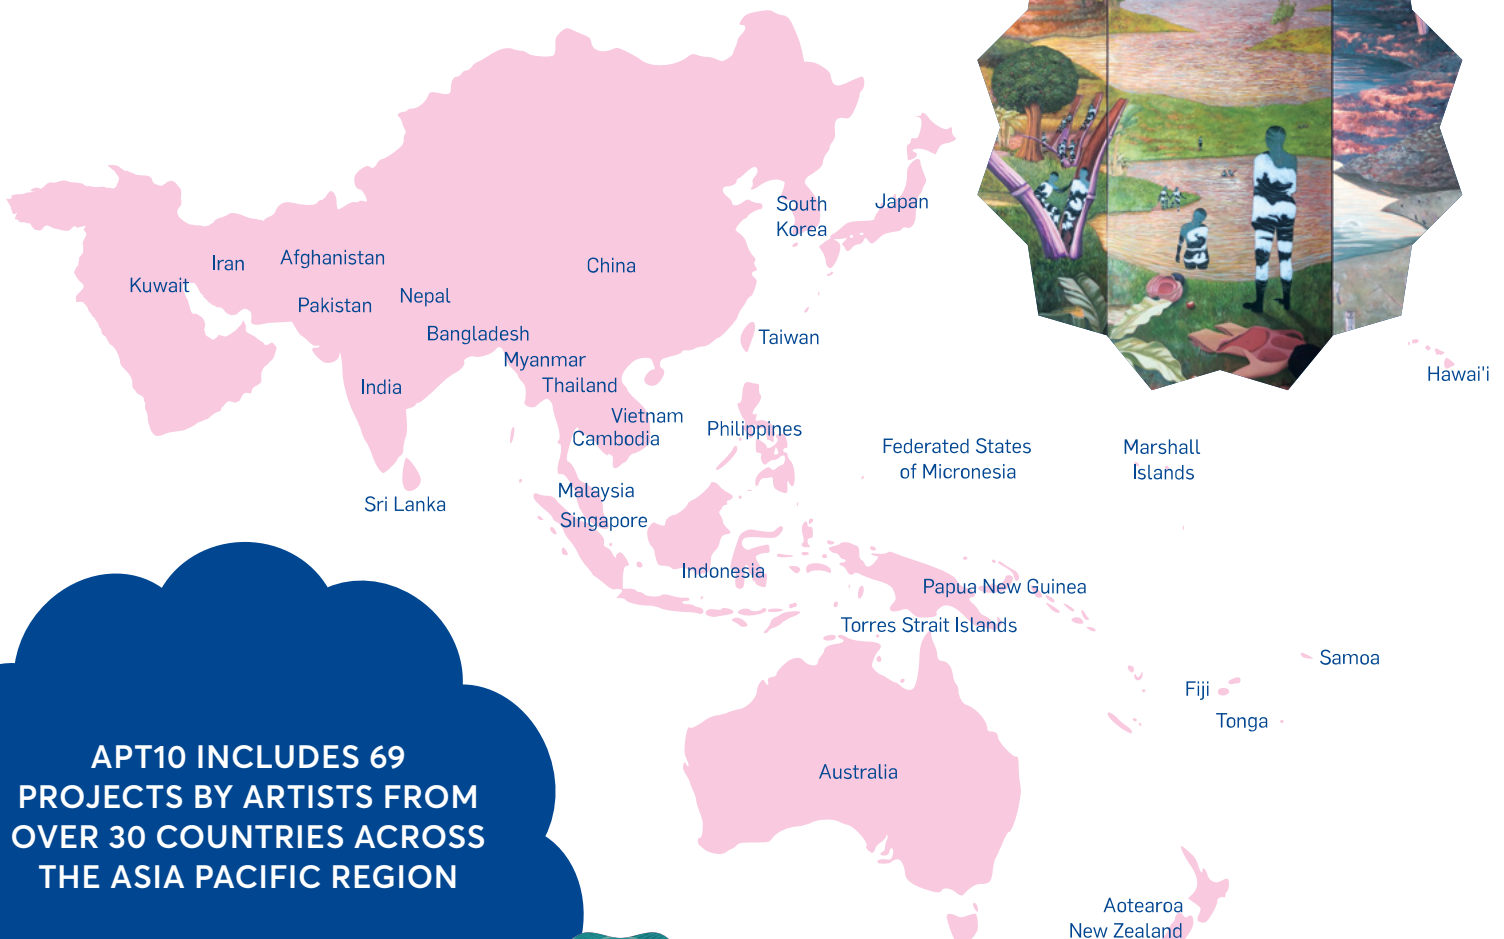 South
Korea
Japan
Iran
Afghanistan
China
Kuwait
Pakistan
Nepal
Bangladesh
Taiwan
Myanmar
Thailand
India
Hawai'i
Vietnam
Cambodia
Philippines
Federated States
of Micronesia
Marshall
Islands
Sri Lanka
Malaysia
Singapore
Indonesia
Papua New Guinea
Torres Strait Islands
Samoa
Fiji
Tonga
Australia
Aotearoa
New Zealand
APT10 INCLUDES 69
PROJECTS BY ARTISTS FROM
OVER 30 COUNTRIES ACROSS
THE ASIA PACIFIC REGION